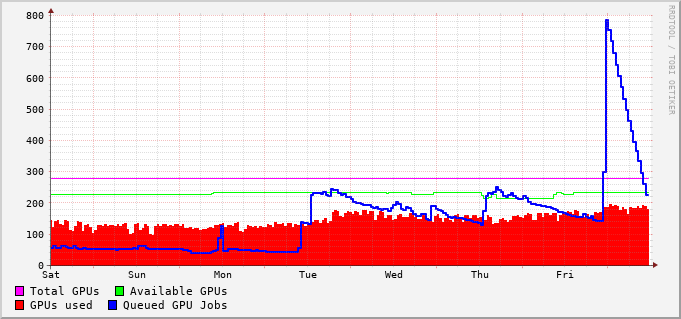 RRDTOOL / TOBI OETIKER
800
700
600
500
400
300
200
100
0
Sat Sun Mon Tue Wed Thu Fri
Total GPUs Available GPUs
GPUs used Queued GPU Jobs